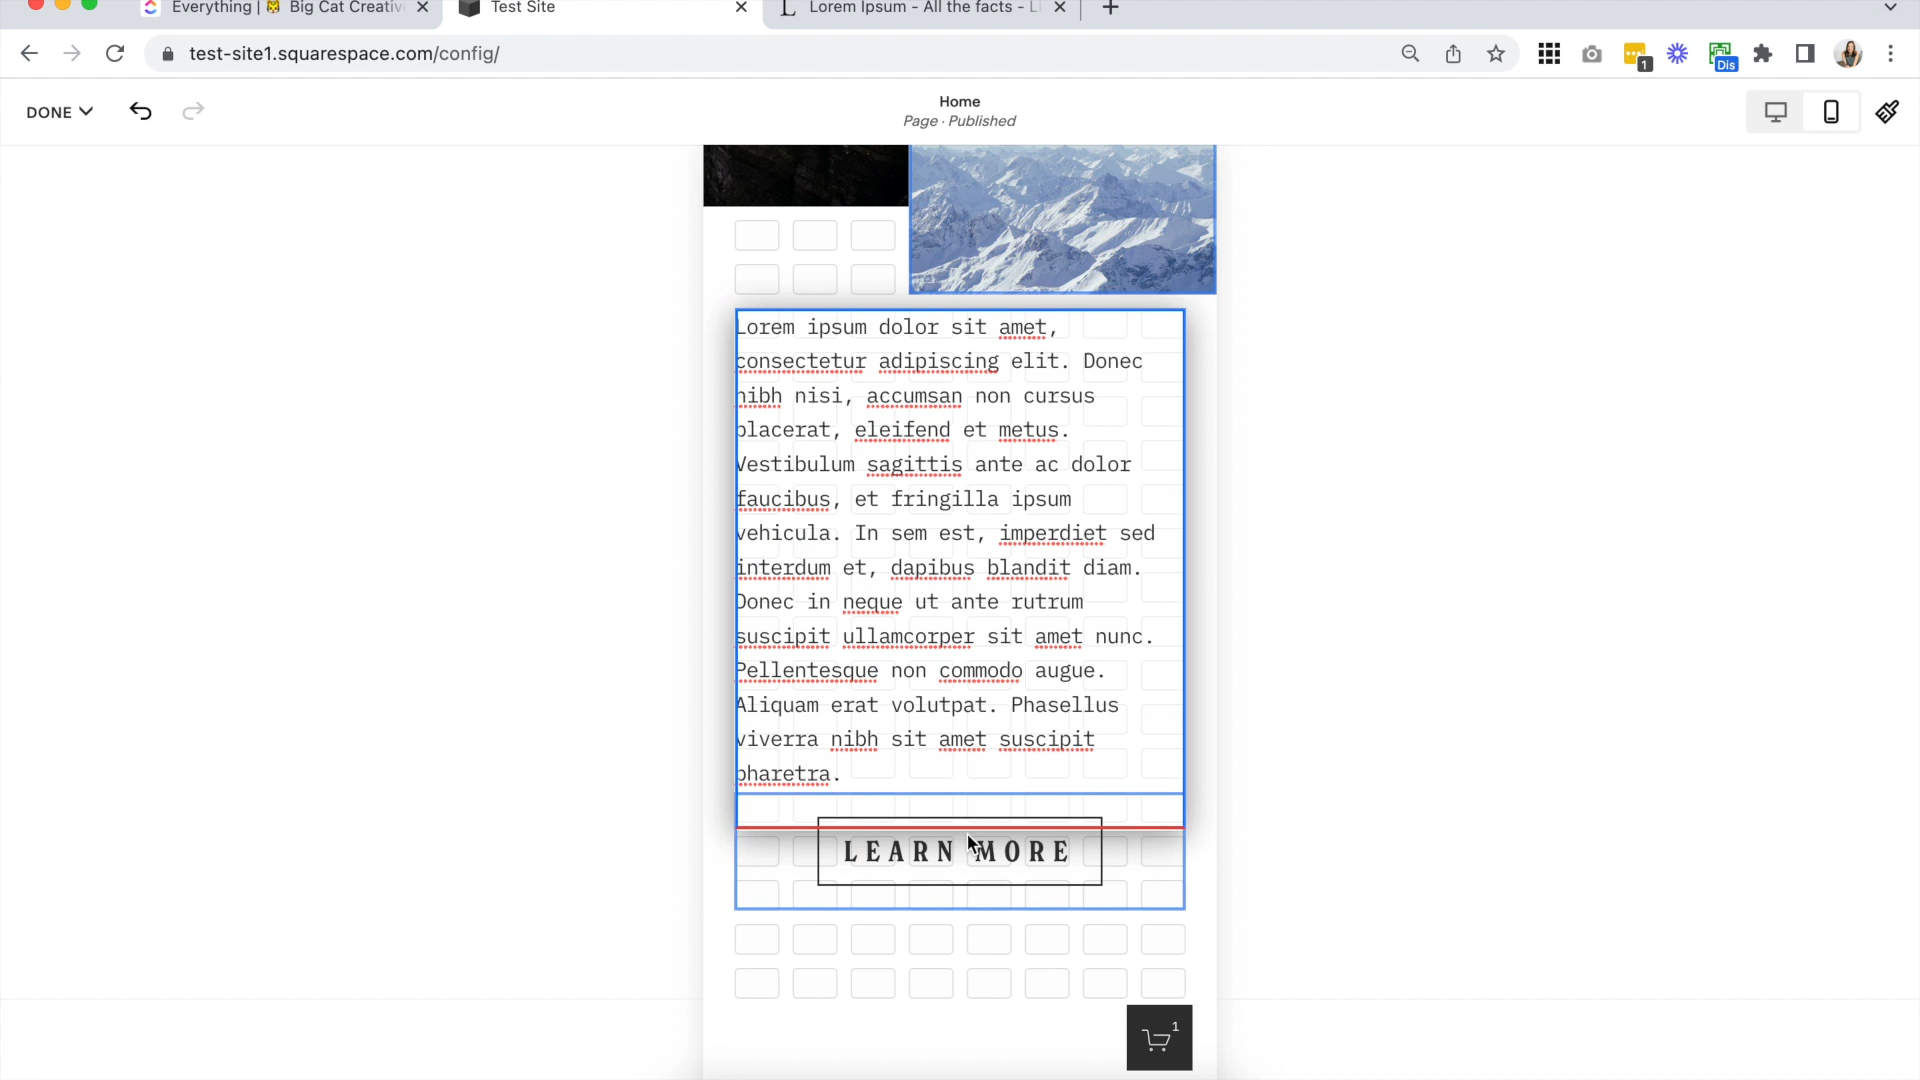 Everything | 🐯 Big Cat Creativ
Test Site
Lorem Ipsum - All the facts - Li
test-site1.squarespace.com/config/
1
Dis
DONE
Home
Page · Published
Lorem ipsum dolor sit amet,
consectetur adipiscing elit. Donec
nibh nisi, accumsan non cursus
placerat, eleifend et metus.
Vestibulum sagittis ante ac dolor
faucibus, et fringilla ipsum
vehicula. In sem est, imperdiet sed
interdum et, dapibus blandit diam.
Donec in neque ut ante rutrum
suscipit ullamcorper sit amet nunc.
Pellentesque non commodo augue.
Aliquam erat volutpat. Phasellus
viverra nibh sit amet suscipit
pharetra.
LEARN MORE
1